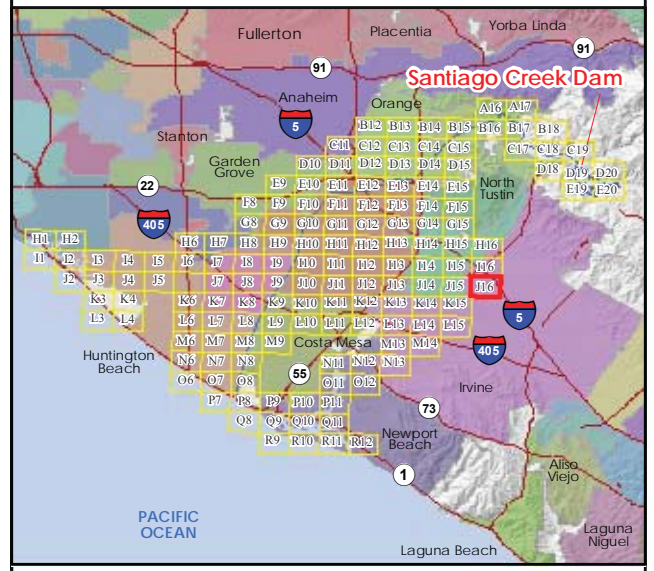 Yorba Linda
Fullerton
Placentia
91
91
Santiago Creek Dam
Anaheim
Orange
A16 A17
5
B12 B13 B14 B15 B16 B17 B18
Stanton
C11 C12 C13 C14 C15 C17 C18 C19
Garden
Grove
D10 D11 D12 D13 D14 D15 D18 D19 D20
22
E9 E10 E11 E12 E13 E14 E15 North
Tustin
E19 E20
405
F8 F9 F10 F11 F12 F13 F14 F15
G8 G9 G10 G11 G12 G13 G14 G15
H1 H2 H6 H7 H8 H9 H10 H11 H12 H13 H14 H15 H16
I1 I2 I3 I4 I5 I6 I7 I8 I9 I10 I11 I12 I13 I14 I15 I16
J2 J3 J4 J5 J7 J8 J9 J10 J11 J12 J13 J14 J15 J16
K3 K4 K6 K7 K8 K9 K10 K11 K12 K13 K14 K15
5
L3 L4 L6 L7 L8 L9 L10 L11 L12 L13 L14 L15
M6 M7 M8 M9 Costa Mesa M13 M14
405
Huntington
Beach
N6 N7 N8 N11 N12 N13
55
O6 O7 O8 O11 O12
Irvine
P7 P8 P9 P10 P11
73
Q8 Q9 Q10 Q11
Newport
Beach
R9 R10 R11 R12
1
Aliso
Viejo
PACIFIC
OCEAN
Laguna
Niguel
Laguna Beach